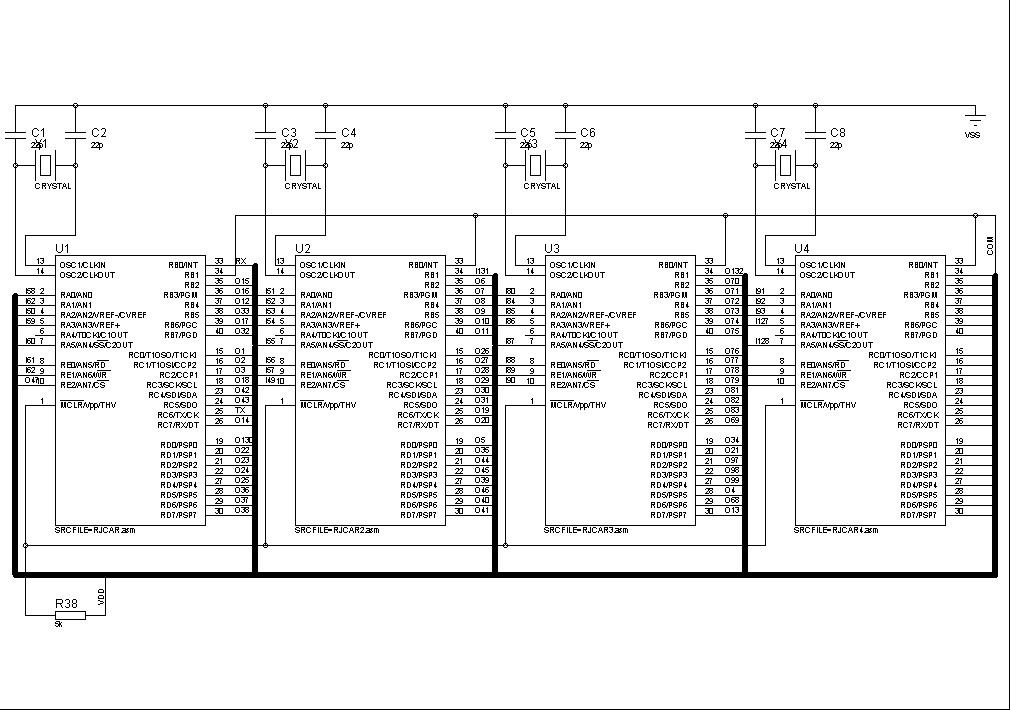 C1 22p
C2 22p
C3 22p
C4 22p
C5 22p
C6 22p
C7 22p
C8 22p
VSS
Y1 CRYSTAL
Y2 CRYSTAL
Y3 CRYSTAL
Y4 CRYSTAL
COM
U1
13 OSC1/CLKIN RB0/INT 33 RX
14 OSC2/CLKOUT RB1 34
RB2 35 O15
I58 2 RA0/AN0 RB3/PGM 36 O16
I62 3 RA1/AN1 RB4 37 O12
I60 4 RA2/AN2/VREF-/CVREF RB5 38 O33
I59 5 RA3/AN3/VREF+ RB6/PGC 39 O17
6 RA4/T0CKI/C1OUT RB7/PGD 40 O32
I60 7 RA5/AN4/SS/C2OUT
RC0/T1OSO/T1CKI 15 O1
I61 8 RE0/AN5/RD RC1/T1OSI/CCP2 16 O2
I62 9 RE1/AN6/WR RC2/CCP1 17 O3
O47 10 RE2/AN7/CS RC3/SCK/SCL 18 O18
RC4/SDI/SDA 23 O42
1 MCLR/Vpp/THV RC5/SDO 24 O43
RC6/TX/CK 25 TX
RC7/RX/DT 26 O14
RD0/PSP0 19 O130
RD1/PSP1 20 O22
RD2/PSP2 21 O23
RD3/PSP3 22 O24
RD4/PSP4 27 O25
RD5/PSP5 28 O36
RD6/PSP6 29 O37
RD7/PSP7 30 O38
SRCFILE=RJCAR.asm
U2
13 OSC1/CLKIN RB0/INT 33
14 OSC2/CLKOUT RB1 34 I131
RB2 35 O6
I51 2 RA0/AN0 RB3/PGM 36 O7
I52 3 RA1/AN1 RB4 37 O8
I53 4 RA2/AN2/VREF-/CVREF RB5 38 O9
I54 5 RA3/AN3/VREF+ RB6/PGC 39 O10
6 RA4/T0CKI/C1OUT RB7/PGD 40 O11
I55 7 RA5/AN4/SS/C2OUT
RC0/T1OSO/T1CKI 15 O26
I56 8 RE0/AN5/RD RC1/T1OSI/CCP2 16 O27
I57 9 RE1/AN6/WR RC2/CCP1 17 O28
I49 10 RE2/AN7/CS RC3/SCK/SCL 18 O29
RC4/SDI/SDA 23 O30
1 MCLR/Vpp/THV RC5/SDO 24 O31
RC6/TX/CK 25 O19
RC7/RX/DT 26 O20
RD0/PSP0 19 O5
RD1/PSP1 20 O35
RD2/PSP2 21 O44
RD3/PSP3 22 O45
RD4/PSP4 27 O39
RD5/PSP5 28 O46
RD6/PSP6 29 O40
RD7/PSP7 30 O41
SRCFILE=RJCAR2.asm
U3
13 OSC1/CLKIN RB0/INT 33
14 OSC2/CLKOUT RB1 34 O132
RB2 35 O70
I80 2 RA0/AN0 RB3/PGM 36 O71
I84 3 RA1/AN1 RB4 37 O72
I85 4 RA2/AN2/VREF-/CVREF RB5 38 O73
I86 5 RA3/AN3/VREF+ RB6/PGC 39 O74
6 RA4/T0CKI/C1OUT RB7/PGD 40 O75
I87 7 RA5/AN4/SS/C2OUT
RC0/T1OSO/T1CKI 15 O76
I88 8 RE0/AN5/RD RC1/T1OSI/CCP2 16 O77
I89 9 RE1/AN6/WR RC2/CCP1 17 O78
I90 10 RE2/AN7/CS RC3/SCK/SCL 18 O79
RC4/SDI/SDA 23 O81
1 MCLR/Vpp/THV RC5/SDO 24 O82
RC6/TX/CK 25 O83
RC7/RX/DT 26 O69
RD0/PSP0 19 O34
RD1/PSP1 20 O21
RD2/PSP2 21 O97
RD3/PSP3 22 O98
RD4/PSP4 27 O99
RD5/PSP5 28 O4
RD6/PSP6 29 O68
RD7/PSP7 30 O13
SRCFILE=RJCAR3.asm
U4
13 OSC1/CLKIN RB0/INT 33
14 OSC2/CLKOUT RB1 34
RB2 35
I91 2 RA0/AN0 RB3/PGM 36
I92 3 RA1/AN1 RB4 37
I93 4 RA2/AN2/VREF-/CVREF RB5 38
I127 5 RA3/AN3/VREF+ RB6/PGC 39
6 RA4/T0CKI/C1OUT RB7/PGD 40
I128 7 RA5/AN4/SS/C2OUT
RC0/T1OSO/T1CKI 15
8 RE0/AN5/RD RC1/T1OSI/CCP2 16
9 RE1/AN6/WR RC2/CCP1 17
10 RE2/AN7/CS RC3/SCK/SCL 18
RC4/SDI/SDA 23
1 MCLR/Vpp/THV RC5/SDO 24
RC6/TX/CK 25
RC7/RX/DT 26
RD0/PSP0 19
RD1/PSP1 20
RD2/PSP2 21
RD3/PSP3 22
RD4/PSP4 27
RD5/PSP5 28
RD6/PSP6 29
RD7/PSP7 30
SRCFILE=RJCAR4.asm
R38
5k
VDD